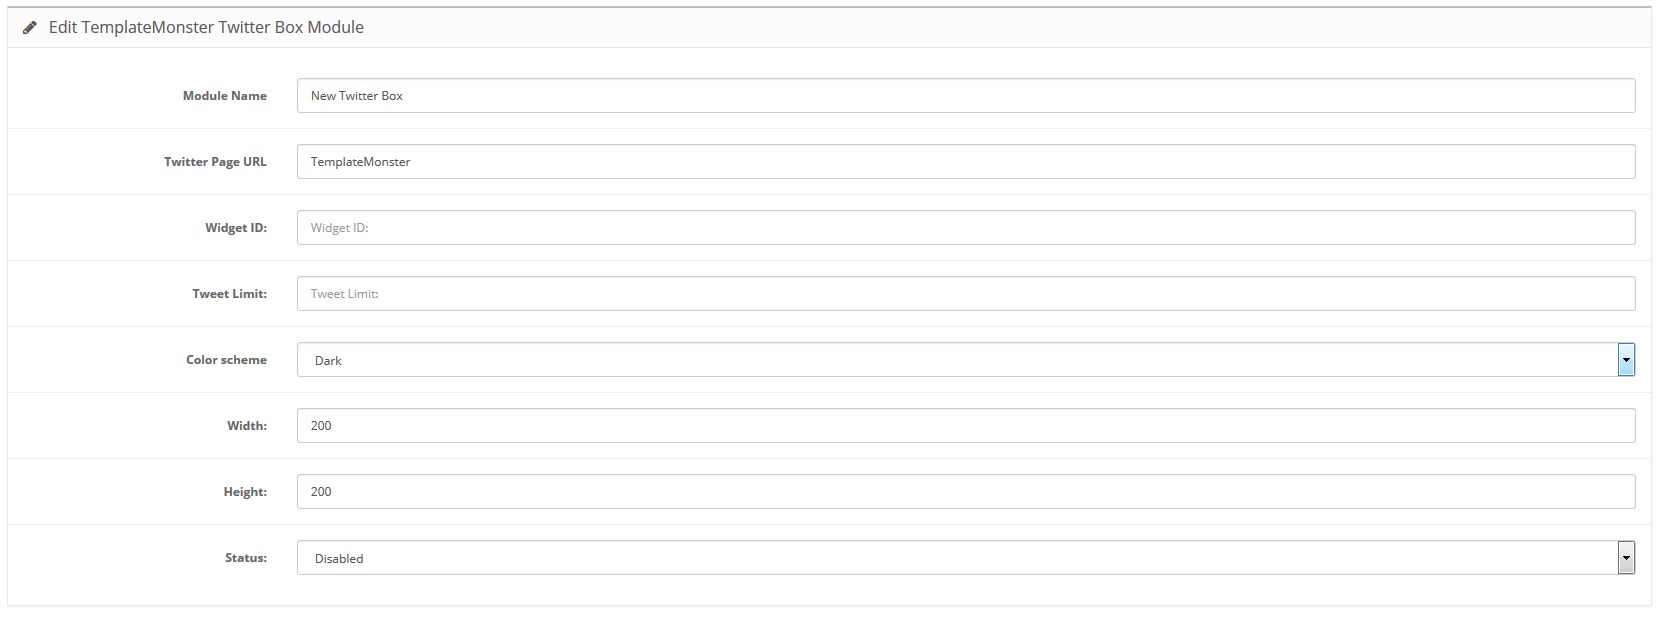 Edit TemplateMonster Twitter Box Module
Module Name New Twitter Box
Twitter Page URL TemplateMonster
Widget ID: Widget ID:
Tweet Limit: Tweet Limit:
Color scheme Dark
Width: 200
Height: 200
Status: Disabled